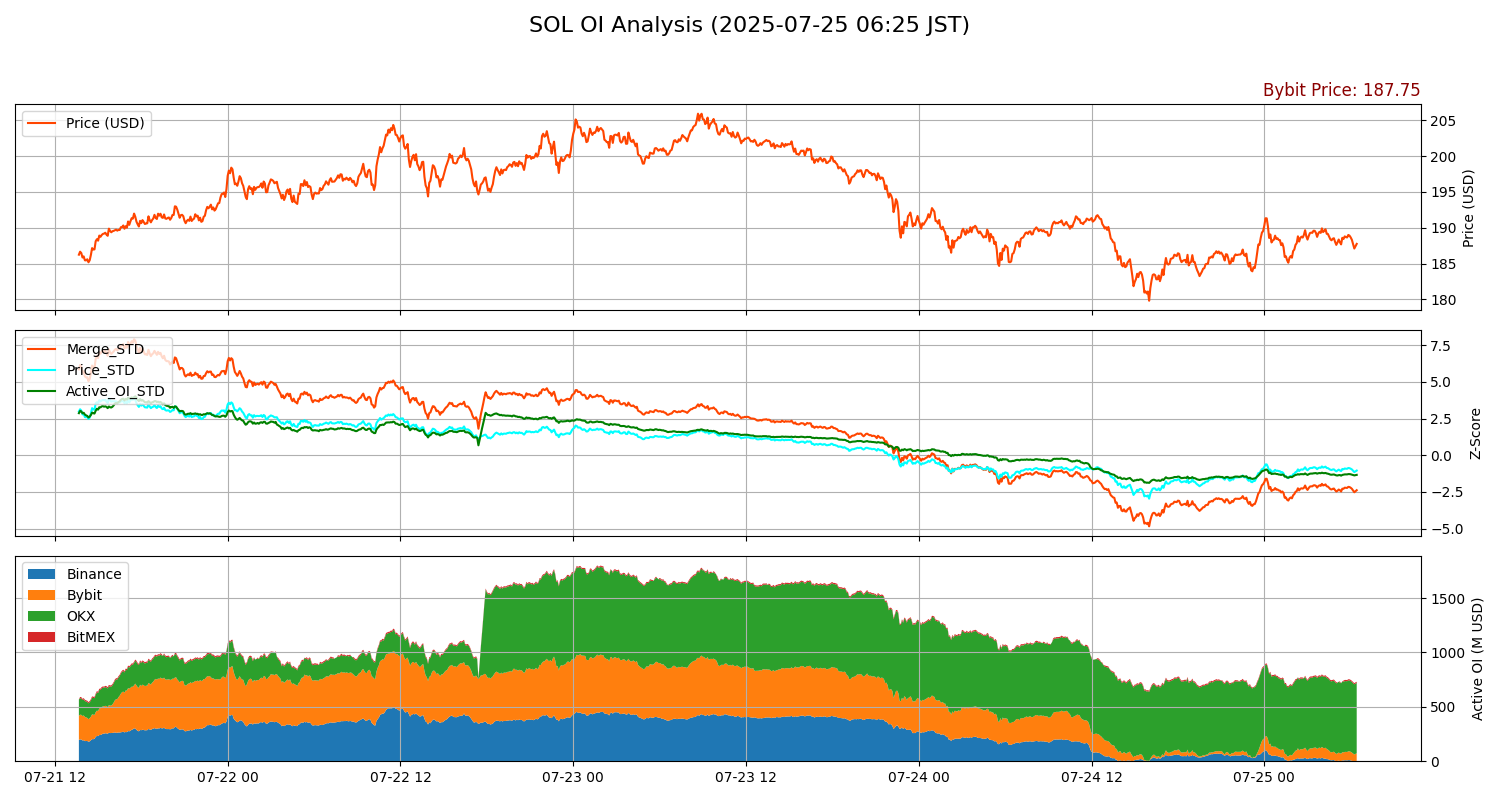 SOL OI Analysis (2025-07-25 06:25 JST)
Bybit Price: 187.75
Price (USD)
205
200
195
190
185
180
Price (USD)
Merge_STD
Price_STD
Active_OI_STD
7.5
5.0
2.5
0.0
−2.5
−5.0
Z-Score
Binance
Bybit
OKX
BitMEX
1500
1000
500
0
Active OI (M USD)
07-21 12
07-22 00
07-22 12
07-23 00
07-23 12
07-24 00
07-24 12
07-25 00